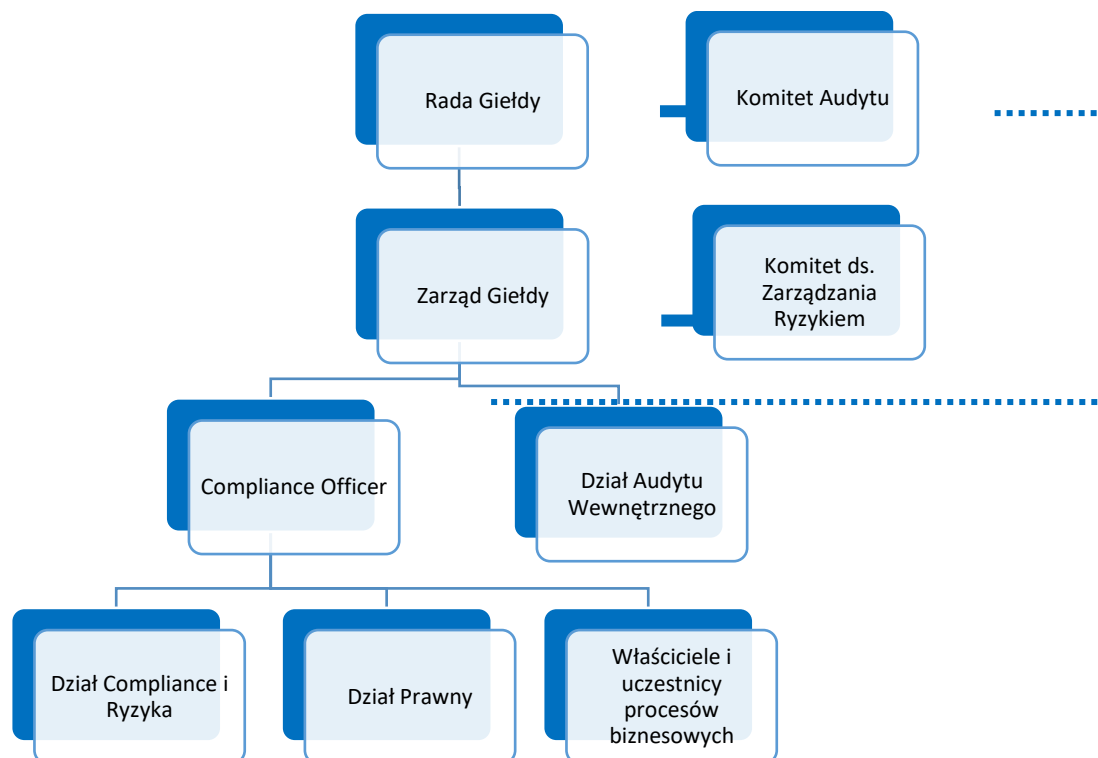 Rada Giełdy
Komitet Audytu
Zarząd Giełdy
Komitet ds.
Zarządzania
Ryzykiem
Compliance Officer
Dział Audytu
Wewnętrznego
Dział Compliance i
Ryzyka
Dział Prawny
Właściciele i
uczestnicy
procesów
biznesowych